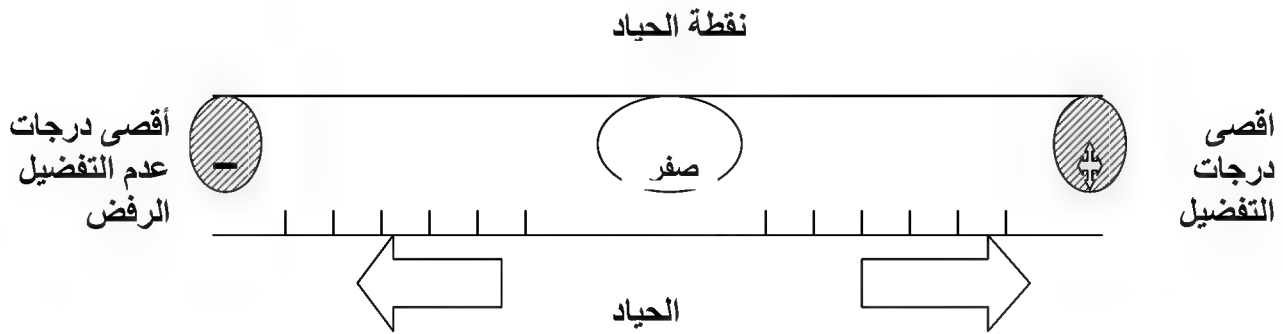 نقطة الحياد
اقصى
درجات
التفضيل
صفر
أقصى درجات
عدم التفضيل
الرفض
الحياد